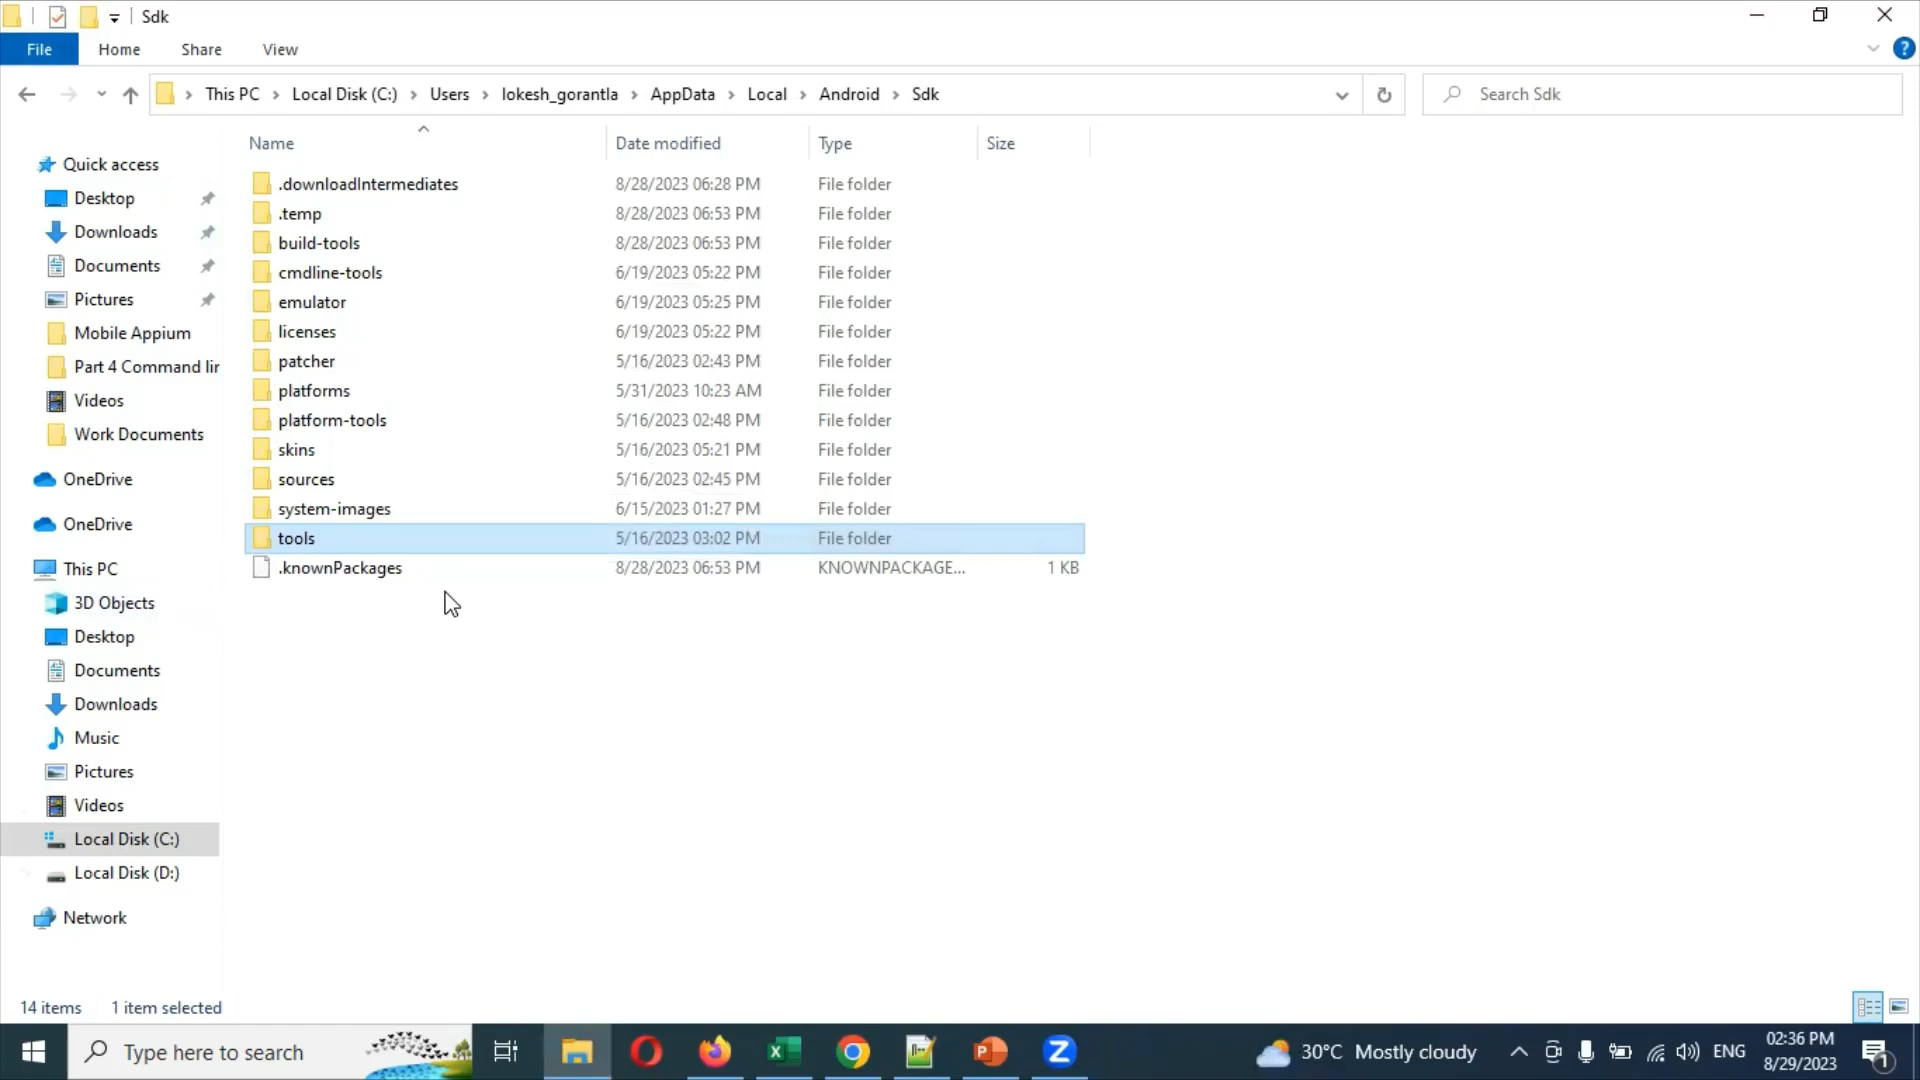 Sdk
File Home Share View
This PC Local Disk (C:) Users lokesh_gorantla AppData Local Android Sdk
Search Sdk
Name Date modified Type Size
Quick access
Desktop
Downloads
Documents
Pictures
Mobile Appium
Part 4 Command lir
Videos
Work Documents
OneDrive
OneDrive
This PC
3D Objects
Desktop
Documents
Downloads
Music
Pictures
Videos
Local Disk (C:)
Local Disk (D:)
Network
.downloadIntermediates 8/28/2023 06:28 PM File folder
.temp 8/28/2023 06:53 PM File folder
build-tools 8/28/2023 06:53 PM File folder
cmdline-tools 6/19/2023 05:22 PM File folder
emulator 6/19/2023 05:25 PM File folder
licenses 6/19/2023 05:22 PM File folder
patcher 5/16/2023 02:43 PM File folder
platforms 5/31/2023 10:23 AM File folder
platform-tools 5/16/2023 02:48 PM File folder
skins 5/16/2023 05:21 PM File folder
sources 5/16/2023 02:45 PM File folder
system-images 6/15/2023 01:27 PM File folder
tools 5/16/2023 03:02 PM File folder
.knownPackages 8/28/2023 06:53 PM KNOWNPACKAGE... 1 KB
14 items 1 item selected
Type here to search
30°C Mostly cloudy
ENG
02:36 PM
8/29/2023
1